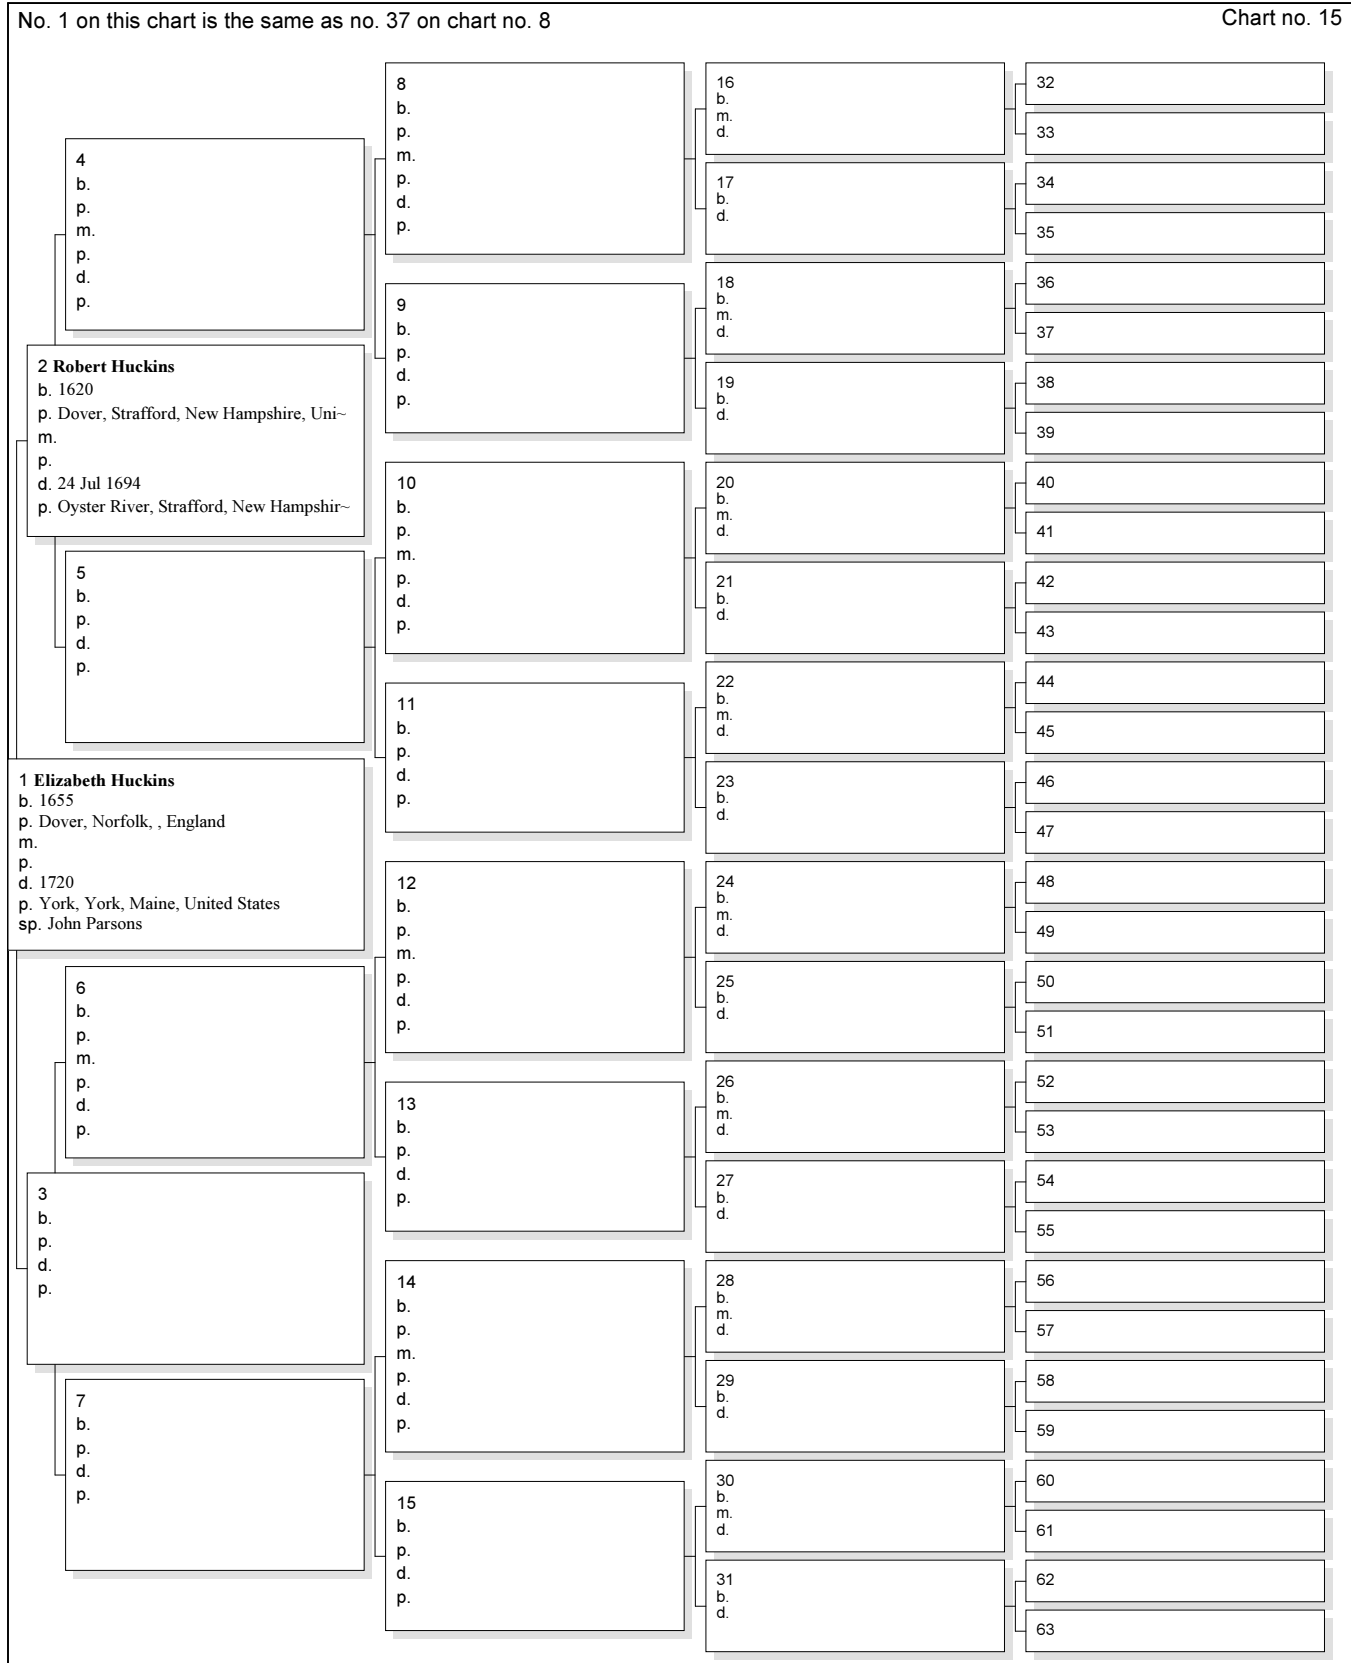 No. 1 on this chart is the same as no. 37 on chart no. 8
Chart no. 15
1 Elizabeth Huckins
b. 1655
p. Dover, Norfolk, , England
m.
p.
d. 1720
p. York, York, Maine, United States
sp. John Parsons
2 Robert Huckins
b. 1620
p. Dover, Strafford, New Hampshire, Uni~
m.
p.
d. 24 Jul 1694
p. Oyster River, Strafford, New Hampshir~
3
b.
p.
d.
p.
4
b.
p.
m.
p.
d.
p.
5
b.
p.
d.
p.
6
b.
p.
m.
p.
d.
p.
7
b.
p.
d.
p.
8
b.
p.
m.
p.
d.
p.
9
b.
p.
d.
p.
10
b.
p.
m.
p.
d.
p.
11
b.
p.
d.
p.
12
b.
p.
m.
p.
d.
p.
13
b.
p.
d.
p.
14
b.
p.
m.
p.
d.
p.
15
b.
p.
d.
p.
16
b.
m.
d.
17
b.
d.
18
b.
m.
d.
19
b.
d.
20
b.
m.
d.
21
b.
d.
22
b.
m.
d.
23
b.
d.
24
b.
m.
d.
25
b.
d.
26
b.
m.
d.
27
b.
d.
28
b.
m.
d.
29
b.
d.
30
b.
m.
d.
31
b.
d.
32
33
34
35
36
37
38
39
40
41
42
43
44
45
46
47
48
49
50
51
52
53
54
55
56
57
58
59
60
61
62
63